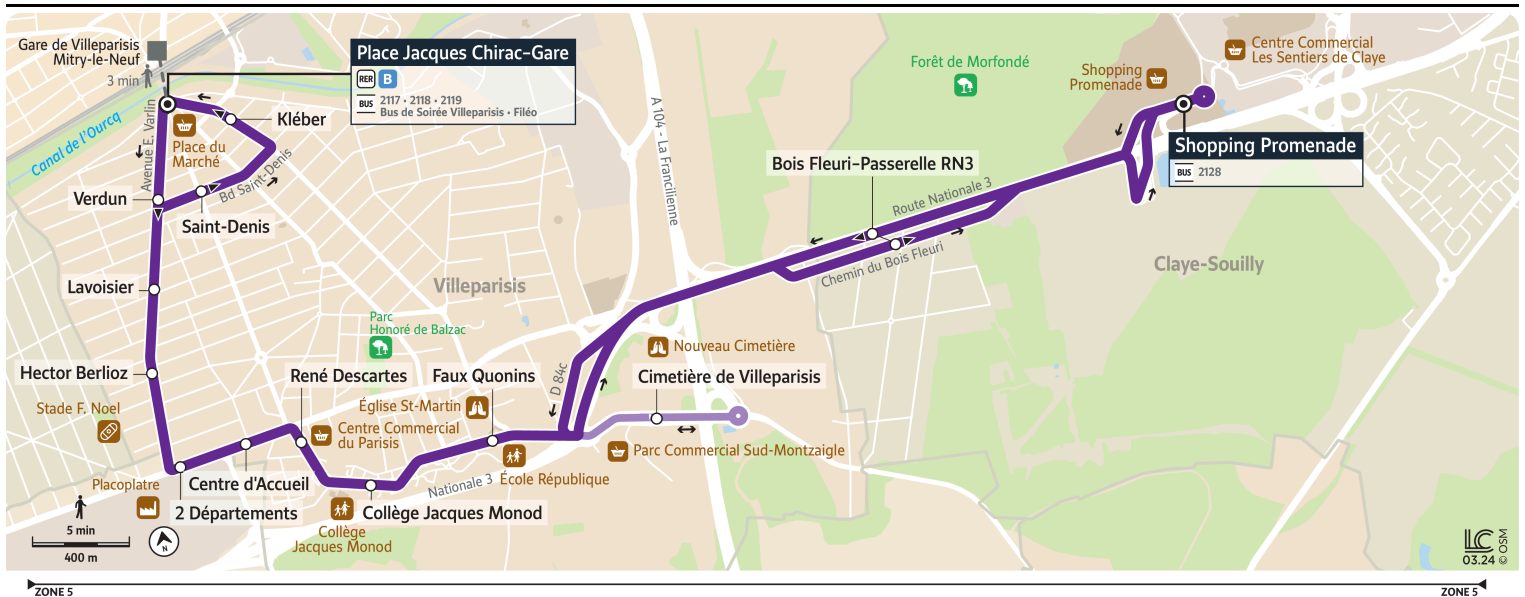 Gare de Villeparisis
Mitry-le-Neuf
3 min
Place Jacques Chirac–Gare
RER B
BUS 2117 • 2118 • 2119
Bus de Soirée Villeparisis • Filéo
Canal de l'Ourcq
Avenue E. Varlin
Kléber
Place du
Marché
Bd Saint-Denis
Verdun
Saint-Denis
Lavoisier
Hector Berlioz
Stade F. Noel
Placoplatre
2 Départements
Centre d'Accueil
Villeparisis
Parc
Honoré de Balzac
René Descartes
Centre Commercial
du Parisis
Collège Jacques Monod
Collège
Jacques Monod
Faux Quonins
Église St-Martin
École République
Nationale 3
D 84c
A 104 - La Francilienne
Nouveau Cimetière
Cimetière de Villeparisis
Parc Commercial Sud-Montzaigle
Bois Fleuri–Passerelle RN3
Route Nationale 3
Chemin du Bois Fleuri
Forêt de Morfondé
Claye-Souilly
Shopping
Promenade
Centre Commercial
Les Sentiers de Claye
Shopping Promenade
BUS 2128
5 min
400 m
N
LC
03.24
© OSM
ZONE 5
ZONE 5